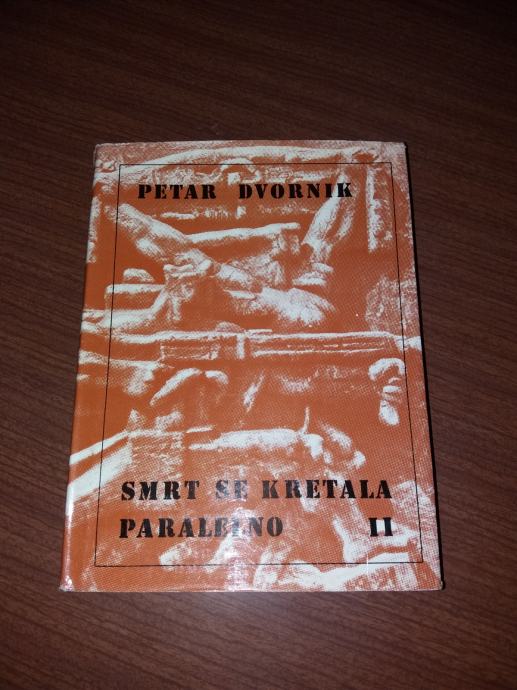 PETAR DVORNIK
SMRT SE KRETALA
PARALELNO II